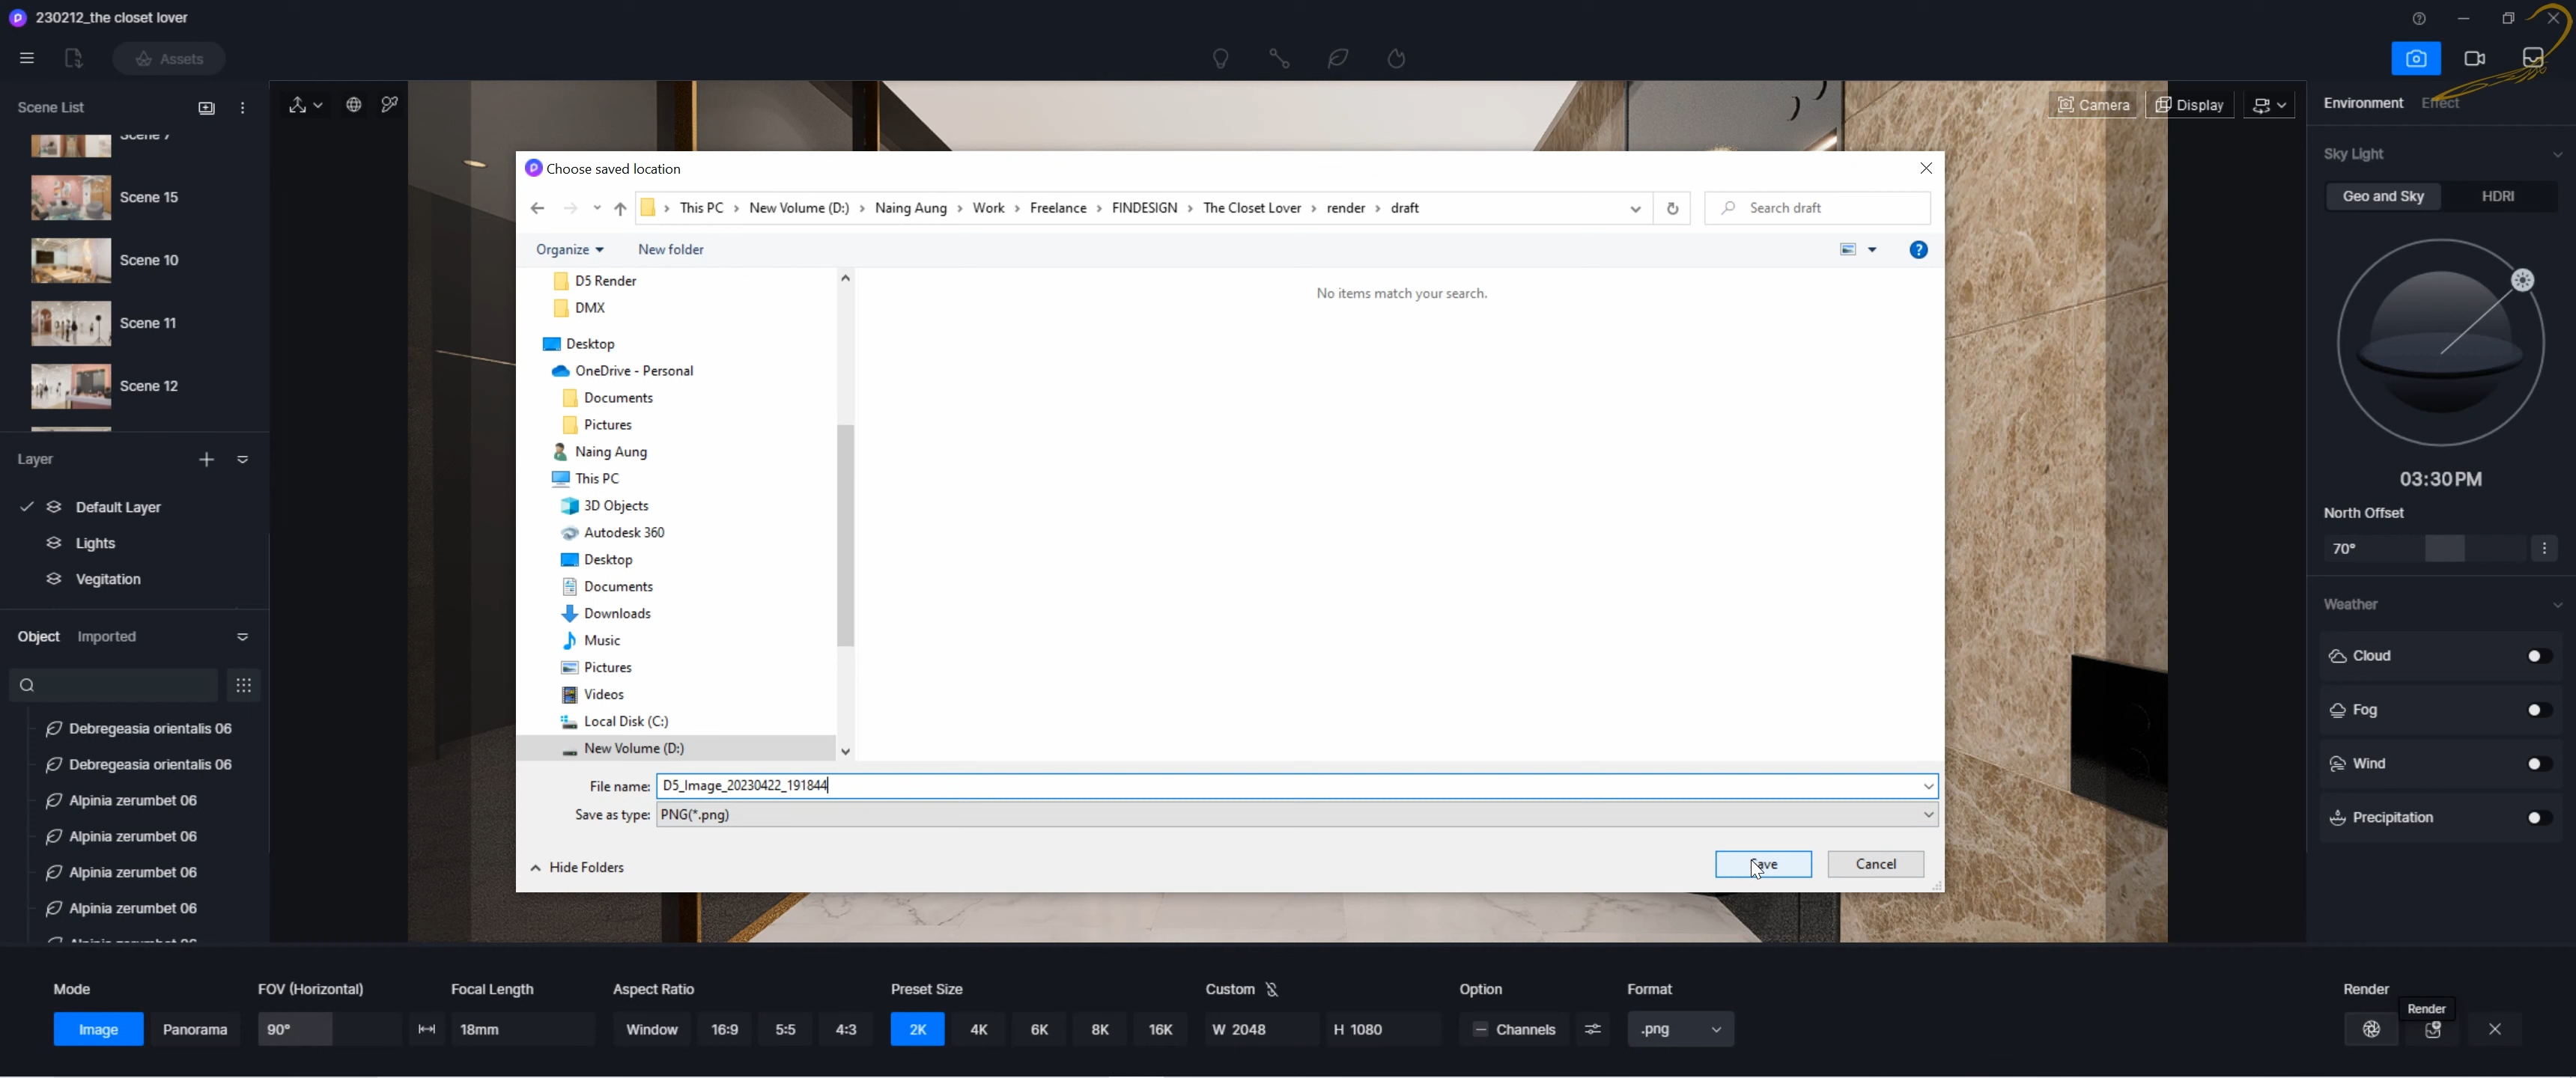 230212_the closet lover
Assets
Scene List
Scene 7
Scene 15
Scene 10
Scene 11
Scene 12
Layer
Default Layer
Lights
Vegitation
Object Imported
Debregeasia orientalis 06
Debregeasia orientalis 06
Alpinia zerumbet 06
Alpinia zerumbet 06
Alpinia zerumbet 06
Alpinia zerumbet 06
Alpinia zerumbet 06
Camera Display
Choose saved location
This PC > New Volume (D:) > Naing Aung > Work > Freelance > FINDESIGN > The Closet Lover > render > draft
Search draft
Organize New folder
D5 Render
DMX
Desktop
OneDrive - Personal
Documents
Pictures
Naing Aung
This PC
3D Objects
Autodesk 360
Desktop
Documents
Downloads
Music
Pictures
Videos
Local Disk (C:)
New Volume (D:)
No items match your search.
File name: D5_Image_20230422_191844
Save as type: PNG(*.png)
Hide Folders
Save Cancel
Environment Effect
Sky Light
Geo and Sky HDRI
03:30PM
North Offset
70°
Weather
Cloud
Fog
Wind
Precipitation
Mode FOV (Horizontal) Focal Length Aspect Ratio Preset Size Custom Option Format Render
Render
Image Panorama 90° 18mm Window 16:9 5:5 4:3 2K 4K 6K 8K 16K W 2048 H 1080 Channels .png